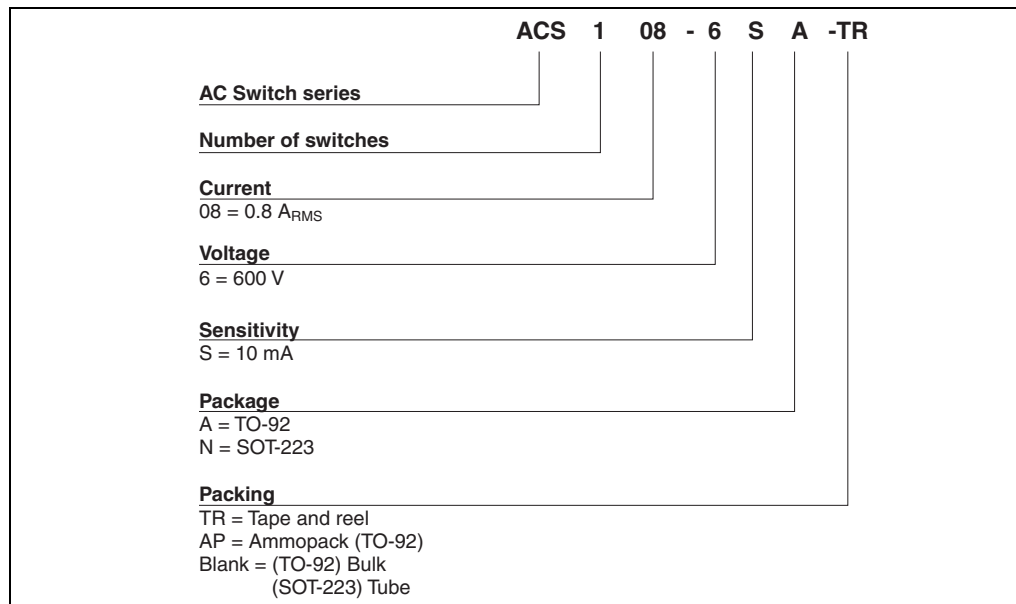 ACS 1 08 - 6 S A -TR
AC Switch series
Number of switches
Current
08 = 0.8 ARMS
Voltage
6 = 600 V
Sensitivity
S = 10 mA
Package
A = TO-92
N = SOT-223
Packing
TR = Tape and reel
AP = Ammopack (TO-92)
Blank = (TO-92) Bulk
(SOT-223) Tube